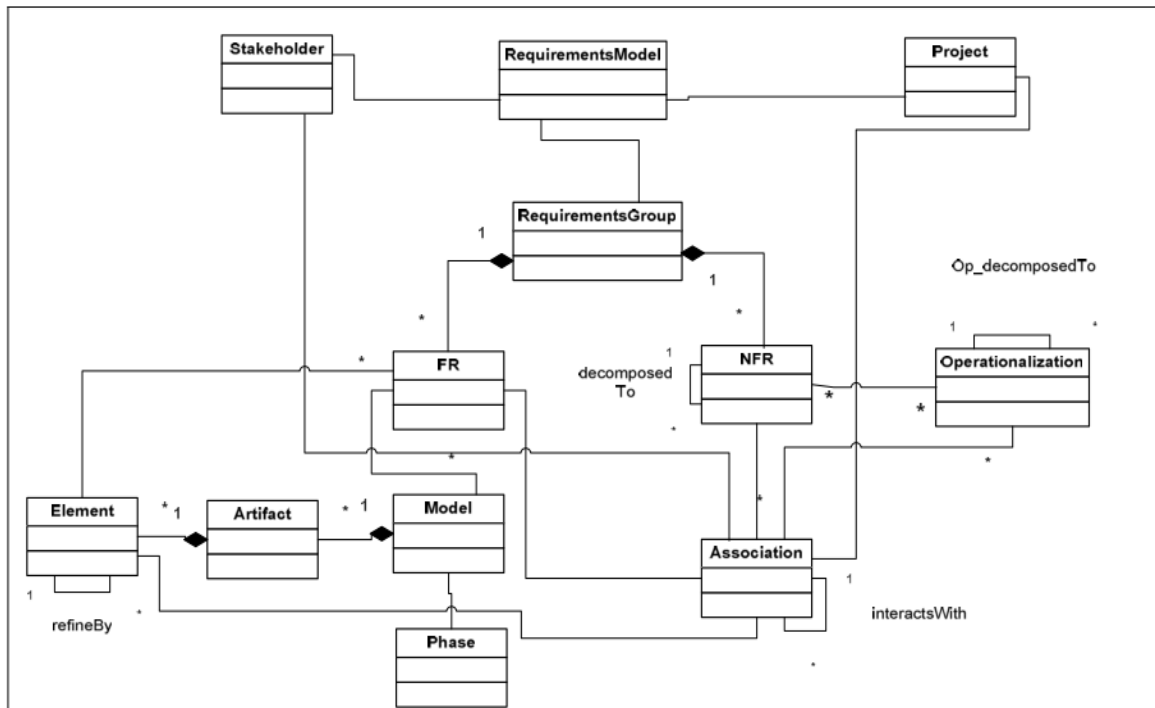 Stakeholder
RequirementsModel
Project
RequirementsGroup
1
1
Op_decomposedTo
*
*
1
*
*
FR
1
NFR
Operationalization
decomposed
To
*
*
*
*
*
Element
*
1
Artifact
*
1
Model
*
Association
1
*
refineBy
1
interactsWith
Phase
*